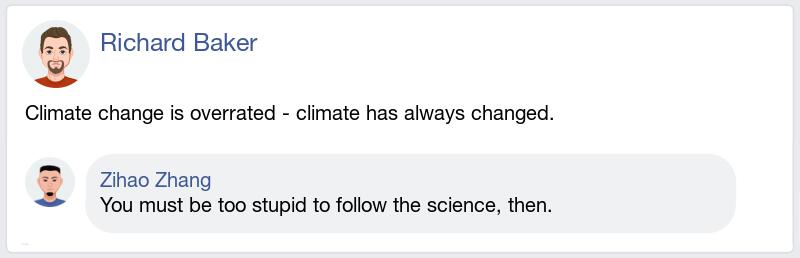 Richard Baker
Climate change is overrated - climate has always changed.
Zihao Zhang
You must be too stupid to follow the science, then.